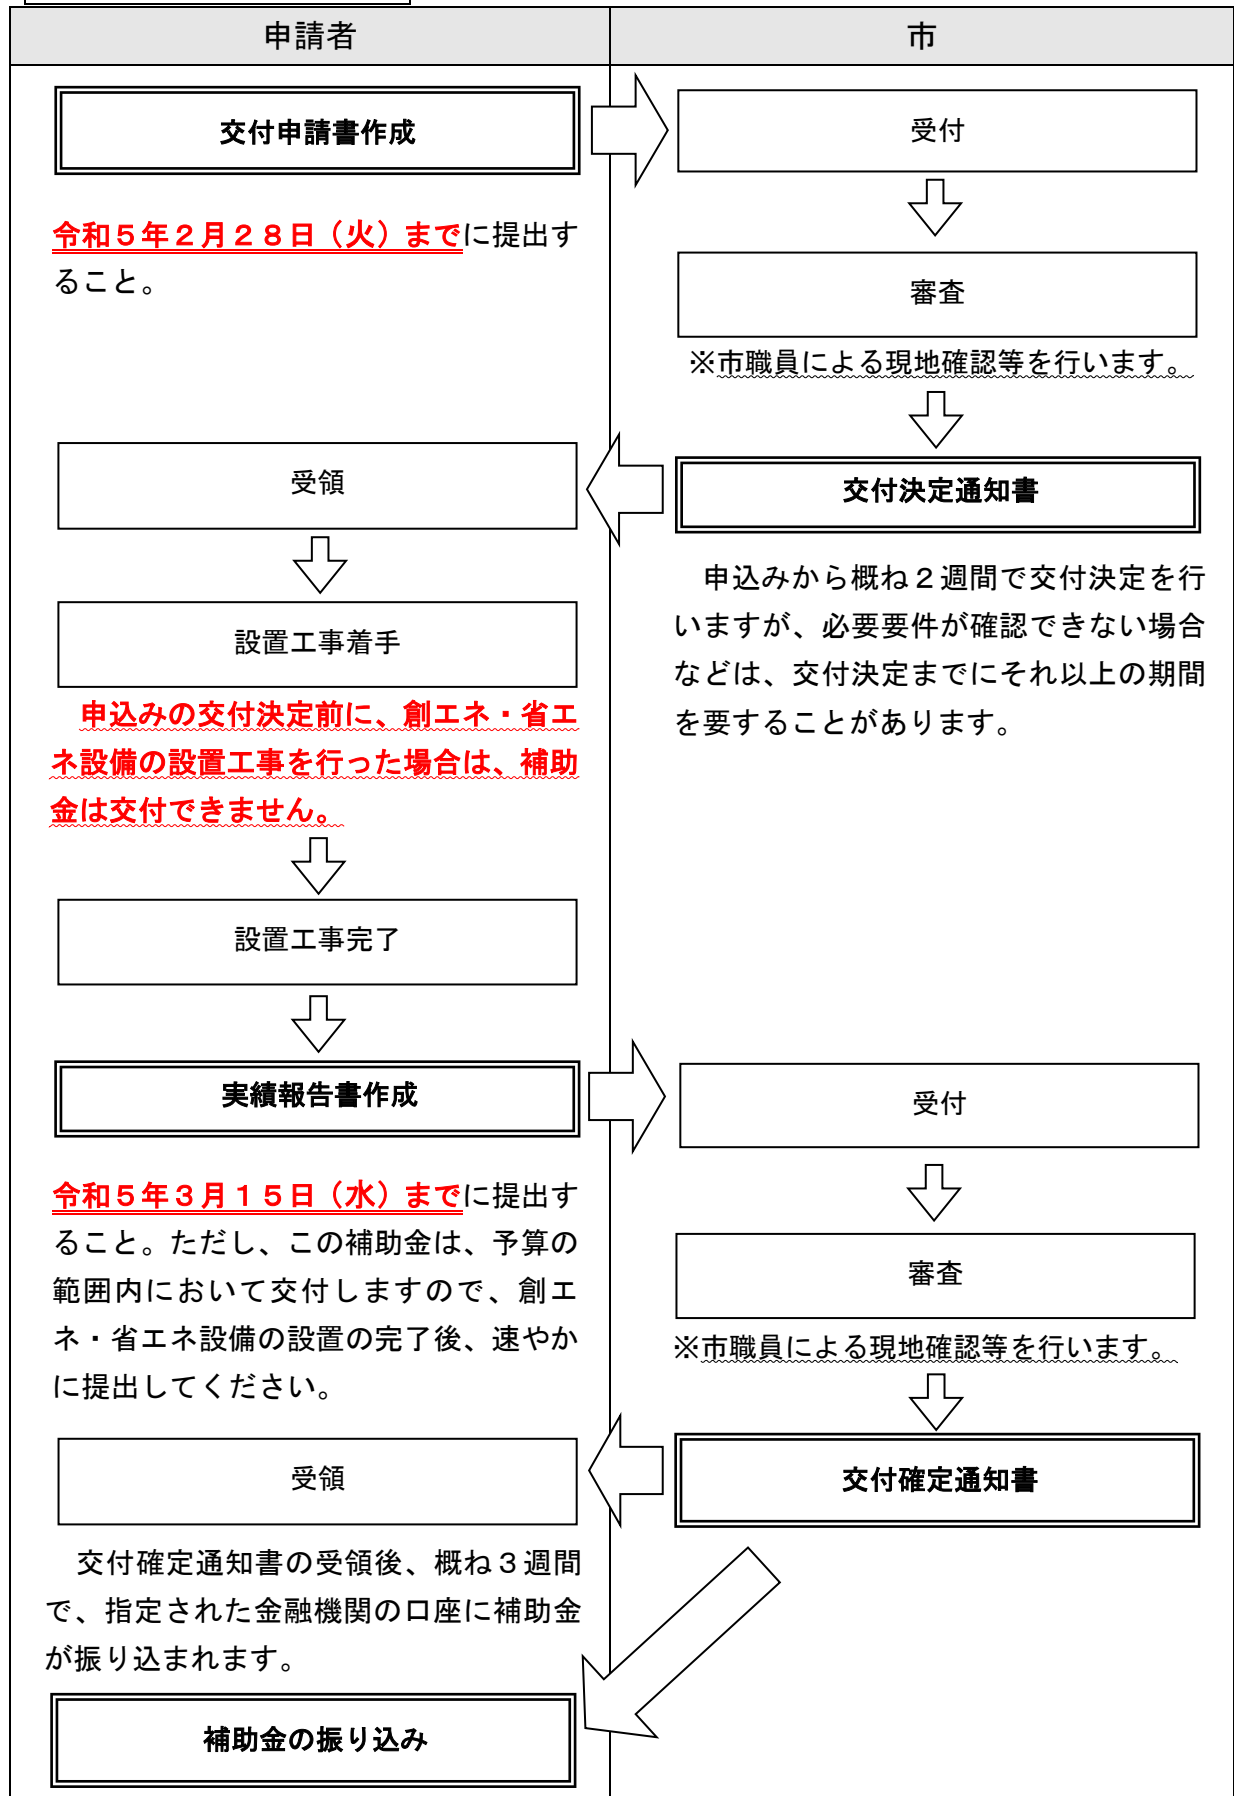 申請者
市
交付申請書作成
受付
令和５年２月２８日（火）までに提出す
ること。
審査
※市職員による現地確認等を行います。
受領
交付決定通知書
申込みから概ね２週間で交付決定を行
いますが、必要要件が確認できない場合
などは、交付決定までにそれ以上の期間
を要することがあります。
設置工事着手
申込みの交付決定前に、創エネ・省エ
ネ設備の設置工事を行った場合は、補助
金は交付できません。
設置工事完了
実績報告書作成
受付
令和５年３月１５日（水）までに提出す
ること。ただし、この補助金は、予算の
範囲内において交付しますので、創エ
ネ・省エネ設備の設置の完了後、速やか
に提出してください。
審査
※市職員による現地確認等を行います。
受領
交付確定通知書
交付確定通知書の受領後、概ね３週間
で、指定された金融機関の口座に補助金
が振り込まれます。
補助金の振り込み